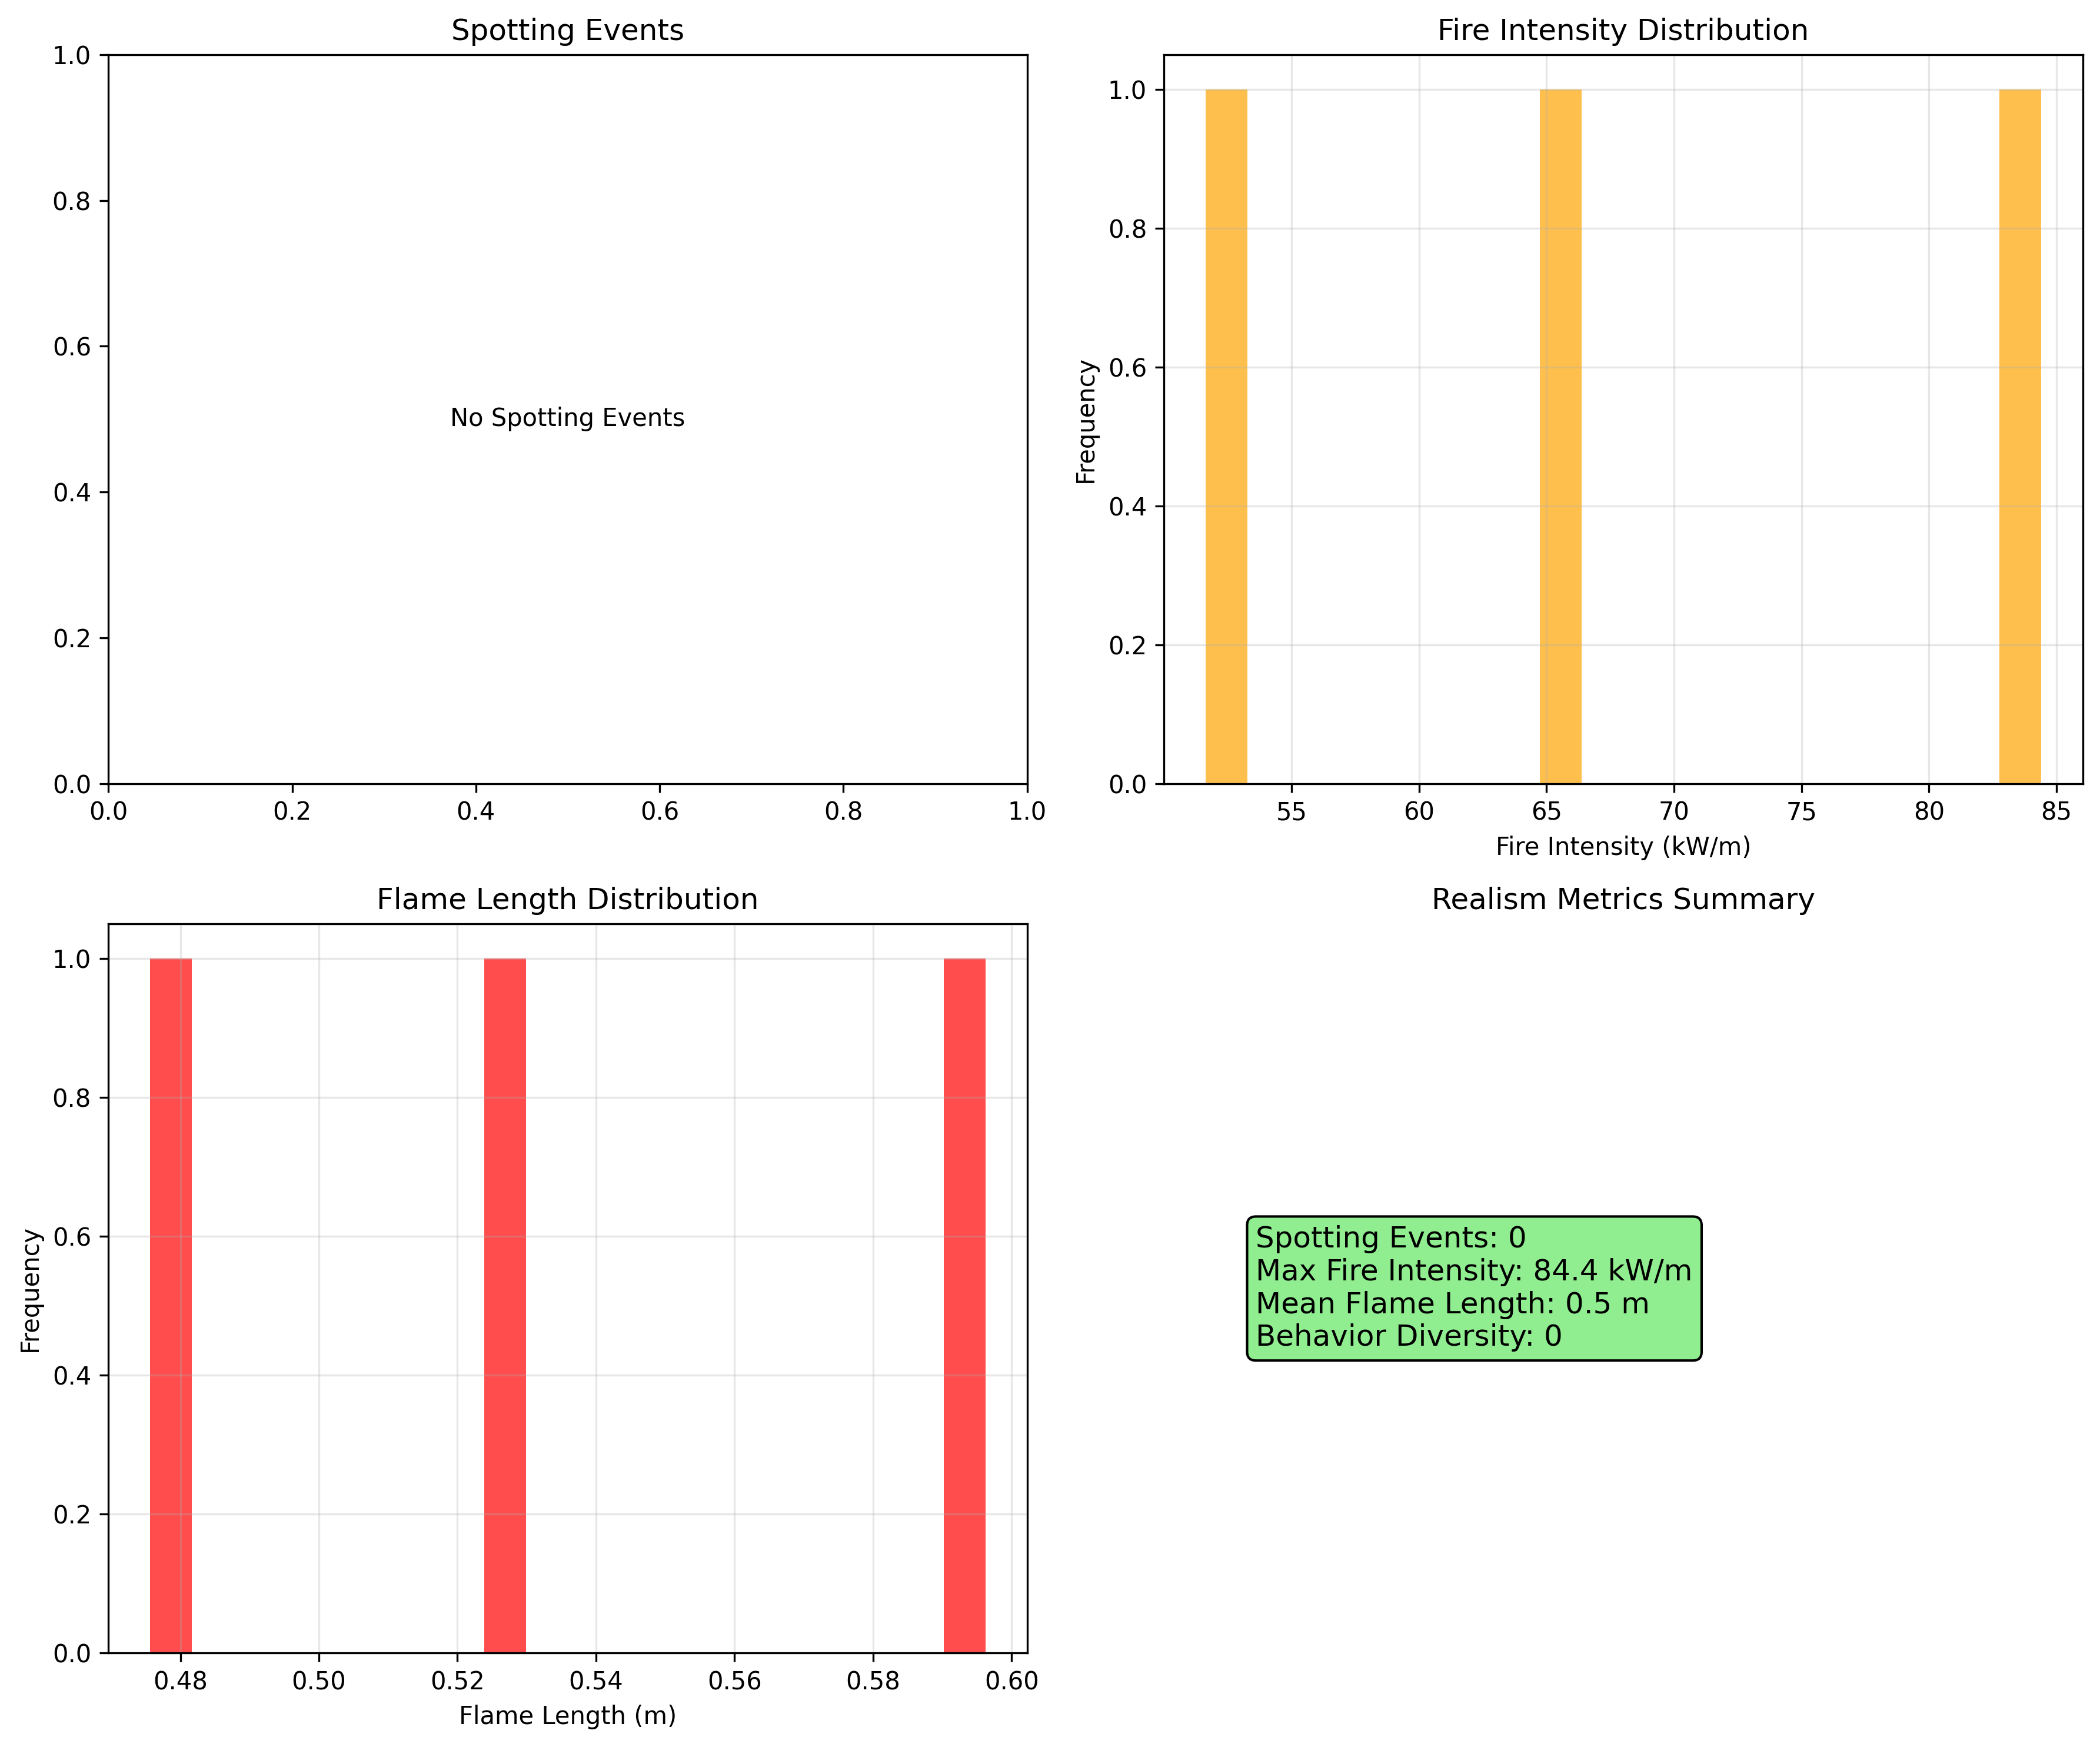 Spotting Events
1.0
0.8
0.6
0.4
0.2
0.0
No Spotting Events
0.0 0.2 0.4 0.6 0.8 1.0
Fire Intensity Distribution
Frequency
1.0
0.8
0.6
0.4
0.2
0.0
55 60 65 70 75 80 85
Fire Intensity (kW/m)
Flame Length Distribution
Frequency
1.0
0.8
0.6
0.4
0.2
0.0
0.48 0.50 0.52 0.54 0.56 0.58 0.60
Flame Length (m)
Realism Metrics Summary
Spotting Events: 0
Max Fire Intensity: 84.4 kW/m
Mean Flame Length: 0.5 m
Behavior Diversity: 0